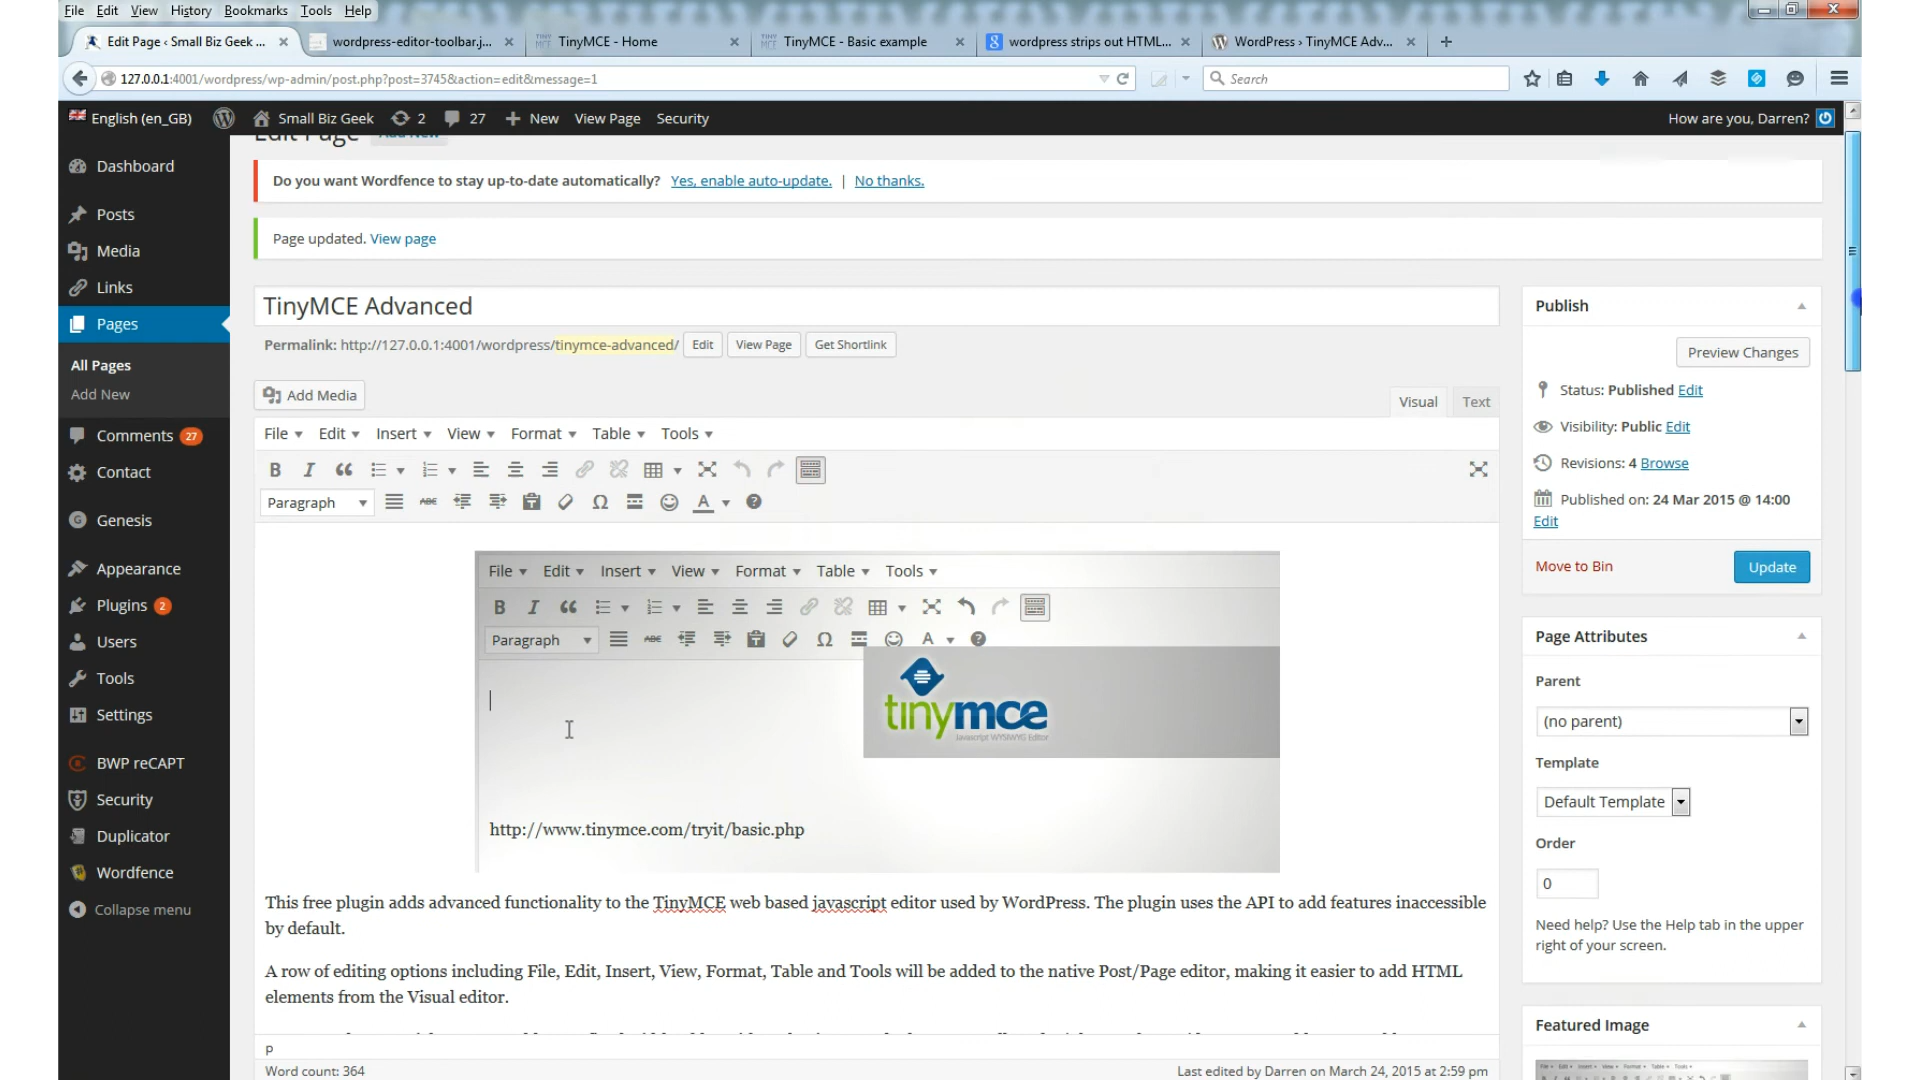 File Edit View History Bookmarks Tools Help
Edit Page ‹ Small Biz Geek ... wordpress-editor-toolbar.j... TinyMCE - Home TinyMCE - Basic example wordpress strips out HTML... WordPress › TinyMCE Adv...
127.0.0.1:4001/wordpress/wp-admin/post.php?post=3745&action=edit&message=1 Search
English (en_GB) Small Biz Geek 2 27 New View Page Security How are you, Darren?
Edit Page Add New
Dashboard
Posts
Media
Links
Pages
All Pages
Add New
Comments 27
Contact
Genesis
Appearance
Plugins 2
Users
Tools
Settings
BWP reCAPT
Security
Duplicator
Wordfence
Collapse menu
Do you want Wordfence to stay up-to-date automatically? Yes, enable auto-update. | No thanks.
Page updated. View page
TinyMCE Advanced
Permalink: http://127.0.0.1:4001/wordpress/tinymce-advanced/ Edit View Page Get Shortlink
Add Media Visual Text
File Edit Insert View Format Table Tools
B I ABC
Paragraph ABC Ω A
File Edit Insert View Format Table Tools
B I
Paragraph ABC Ω A
tinymce
Javascript WYSIWYG Editor
http://www.tinymce.com/tryit/basic.php
This free plugin adds advanced functionality to the TinyMCE web based javascript editor used by WordPress. The plugin uses the API to add features inaccessible
by default.
A row of editing options including File, Edit, Insert, View, Format, Table and Tools will be added to the native Post/Page editor, making it easier to add HTML
elements from the Visual editor.
p
Word count: 364 Last edited by Darren on March 24, 2015 at 2:59 pm
Publish
Preview Changes
Status: Published Edit
Visibility: Public Edit
Revisions: 4 Browse
Published on: 24 Mar 2015 @ 14:00
Edit
Move to Bin Update
Page Attributes
Parent
(no parent)
Template
Default Template
Order
0
Need help? Use the Help tab in the upper
right of your screen.
Featured Image